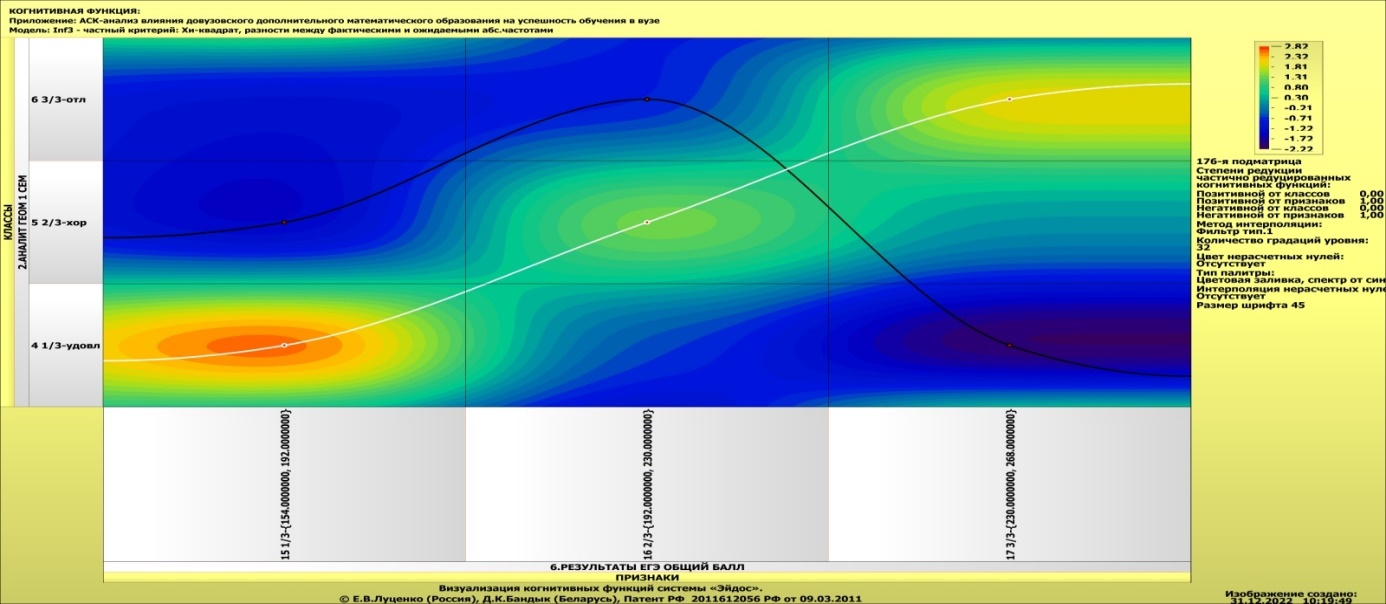 КОГНИТИВНАЯ ФУНКЦИЯ:
Приложение: АСК-анализ влияния довузовского дополнительного математического образования на успешность обучения в вузе
Модель: Inf3 - частный критерий: Хи-квадрат, разности между фактическими и ожидаемыми абс.частотами
КЛАССЫ
2.АНАЛИТ ГЕОМ 1 СЕМ
6 3/3-отл
5 2/3-хор
4 1/3-удовл
2.82
2.32
1.81
1.31
0.80
0.30
-0.21
-0.71
-1.22
-1.72
-2.22
176-я подматрица
Степени редукции
частично редуцированных
когнитивных функций:
Позитивной от классов 0,00
Позитивной от признаков 1,00
Негативной от классов 0,00
Негативной от признаков 1,00
Метод интерполяции:
Фильтр тип.1
Количество градаций уровня:
32
Цвет нерасчетных нулей:
Отсутствует
Тип палитры:
Цветовая заливка, спектр от син
Интерполяция нерасчетных нуле
Отсутствует
Размер шрифта 45
15 1/3-{154.0000000, 192.0000000}
16 2/3-{192.0000000, 230.0000000}
17 3/3-{230.0000000, 268.0000000}
6.РЕЗУЛЬТАТЫ ЕГЭ ОБЩИЙ БАЛЛ
ПРИЗНАКИ
Визуализация когнитивных функций системы «Эйдос».
© Е.В.Луценко (Россия), Д.К.Бандык (Беларусь), Патент РФ 2011612056 РФ от 09.03.2011
Изображение создано:
31.12.2022 10:19:49